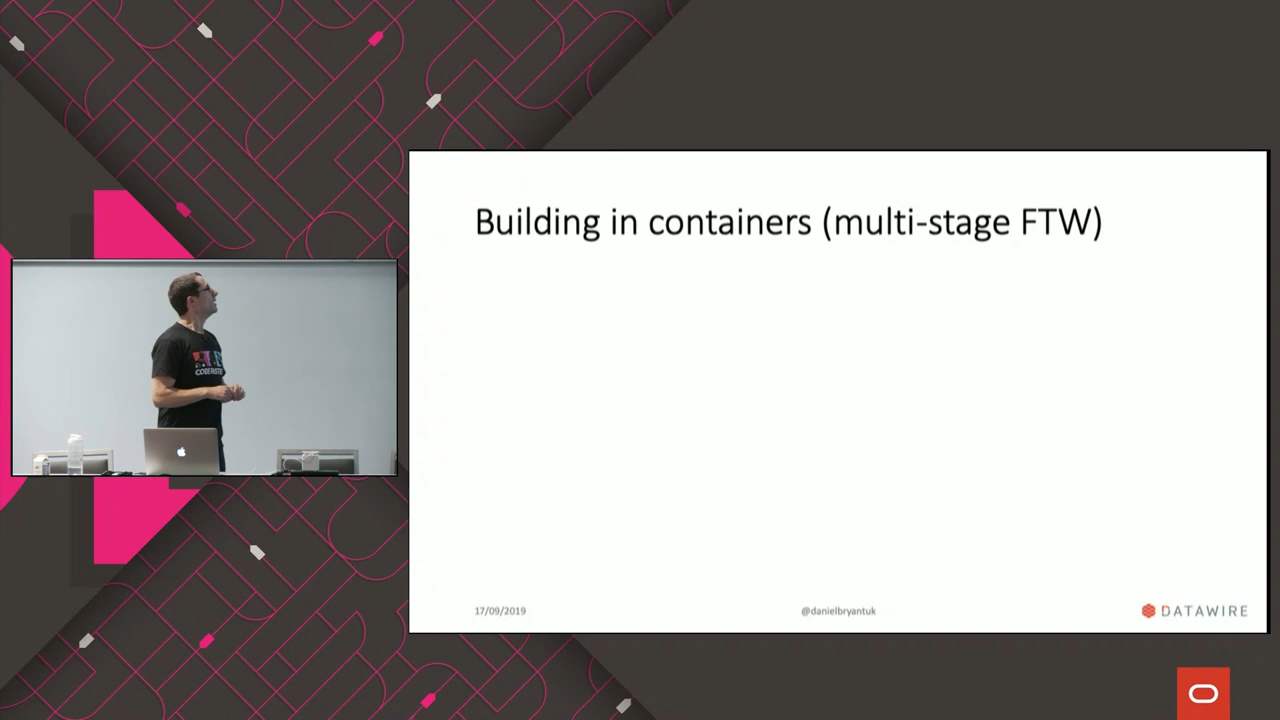 Building in containers (multi-stage FTW)
17/09/2019
@danielbryantuk
DATAWIRE